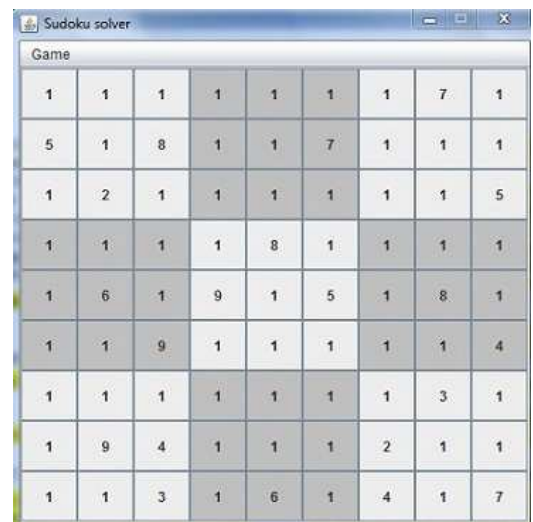 Sudoku solver
Game
1 1 1 1 1 1 1 7 1
5 1 8 1 1 7 1 1 1
1 2 1 1 1 1 1 1 5
1 1 1 1 8 1 1 1 1
1 6 1 9 1 5 1 8 1
1 1 9 1 1 1 1 1 4
1 1 1 1 1 1 1 3 1
1 9 4 1 1 1 2 1 1
1 1 3 1 6 1 4 1 7